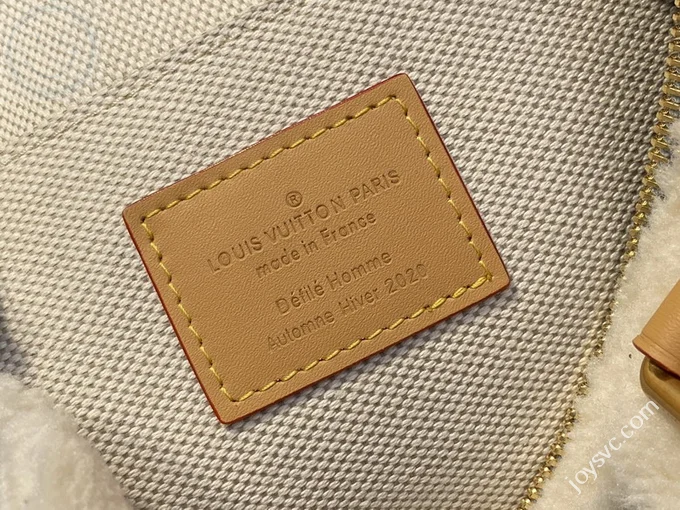 ®
LOUIS VUITTON PARIS
made in France
Défilé Homme
Automne Hiver 2020
joysvc.com